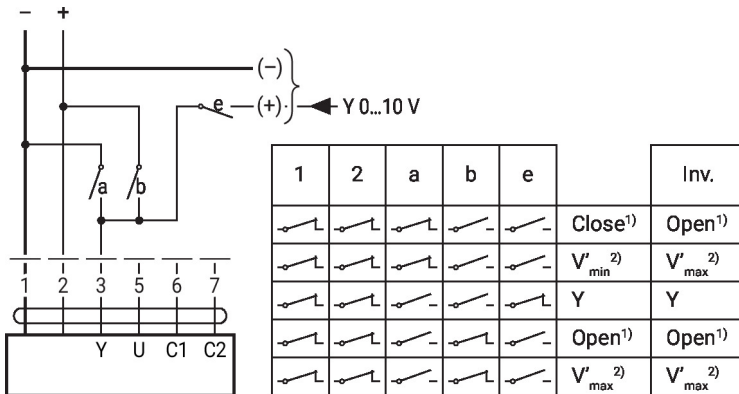 − +
(−)
e (+) Y 0...10 V
a b
1 2 3 5 6 7
Y U C1 C2
1 2 a b e Inv.
Close¹⁾ Open¹⁾
V'min²⁾ V'max²⁾
Y Y
Open¹⁾ Open¹⁾
V'max²⁾ V'max²⁾